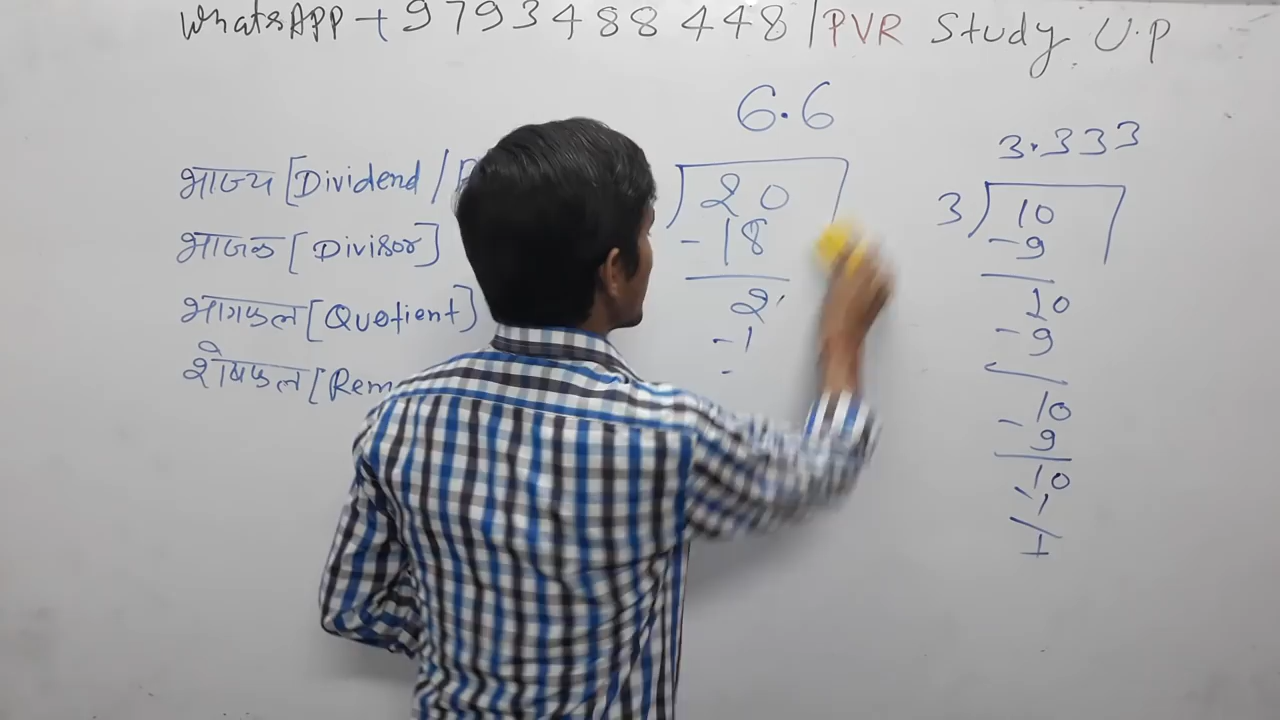 WhatsAPP + 9793488448 | PVR Study U.P
भाज्य [Dividend /
भाजक [Divisor]
भागफल [Quotient]
शेषफल [Rem
6.6
20
-18
2
-1
3.333
3) 10
-9
10
-9
10
-9
10